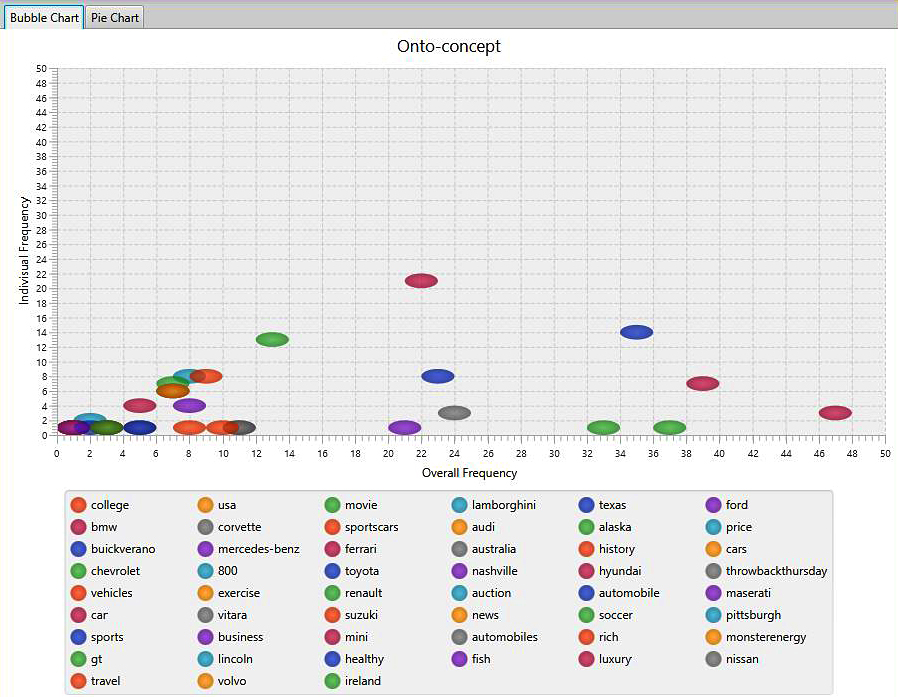 Bubble Chart Pie Chart
Onto-concept
50
48
46
44
42
40
38
36
34
32
30
28
26
24
22
20
18
16
14
12
10
8
6
4
2
0
Indivisual Frequency
0 2 4 6 8 10 12 14 16 18 20 22 24 26 28 30 32 34 36 38 40 42 44 46 48 50
Overall Frequency
college usa movie lamborghini texas ford
bmw corvette sportscars audi alaska price
buickverano mercedes-benz ferrari australia history cars
chevrolet 800 toyota nashville hyundai throwbackthursday
vehicles exercise renault auction automobile maserati
car vitara suzuki news soccer pittsburgh
sports business mini automobiles rich monsterenergy
gt lincoln healthy fish luxury nissan
travel volvo ireland